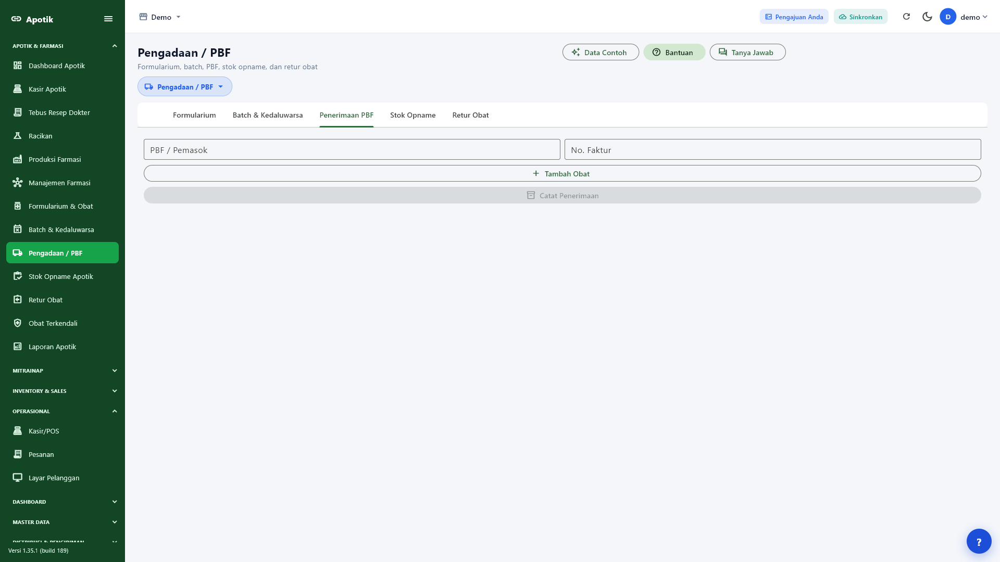 Apotik
APOTIK & FARMASI
Dashboard Apotik
Kasir Apotik
Tebus Resep Dokter
Racikan
Produksi Farmasi
Manajemen Farmasi
Formularium & Obat
Batch & Kedaluwarsa
Pengadaan / PBF
Stok Opname Apotik
Retur Obat
Obat Terkendali
Laporan Apotik
MITRAINAP
INVENTORY & SALES
OPERASIONAL
Kasir/POS
Pesanan
Layar Pelanggan
DASHBOARD
MASTER DATA
DISTRIBUSI & PENGIRIMAN
Versi 1.35.1 (build 189)
Demo
Pengajuan Anda
Sinkronkan
D
demo
Pengadaan / PBF
Formularium, batch, PBF, stok opname, dan retur obat
Data Contoh
Bantuan
Tanya Jawab
Pengadaan / PBF
Formularium
Batch & Kedaluwarsa
Penerimaan PBF
Stok Opname
Retur Obat
PBF / Pemasok
No. Faktur
+ Tambah Obat
Catat Penerimaan
?